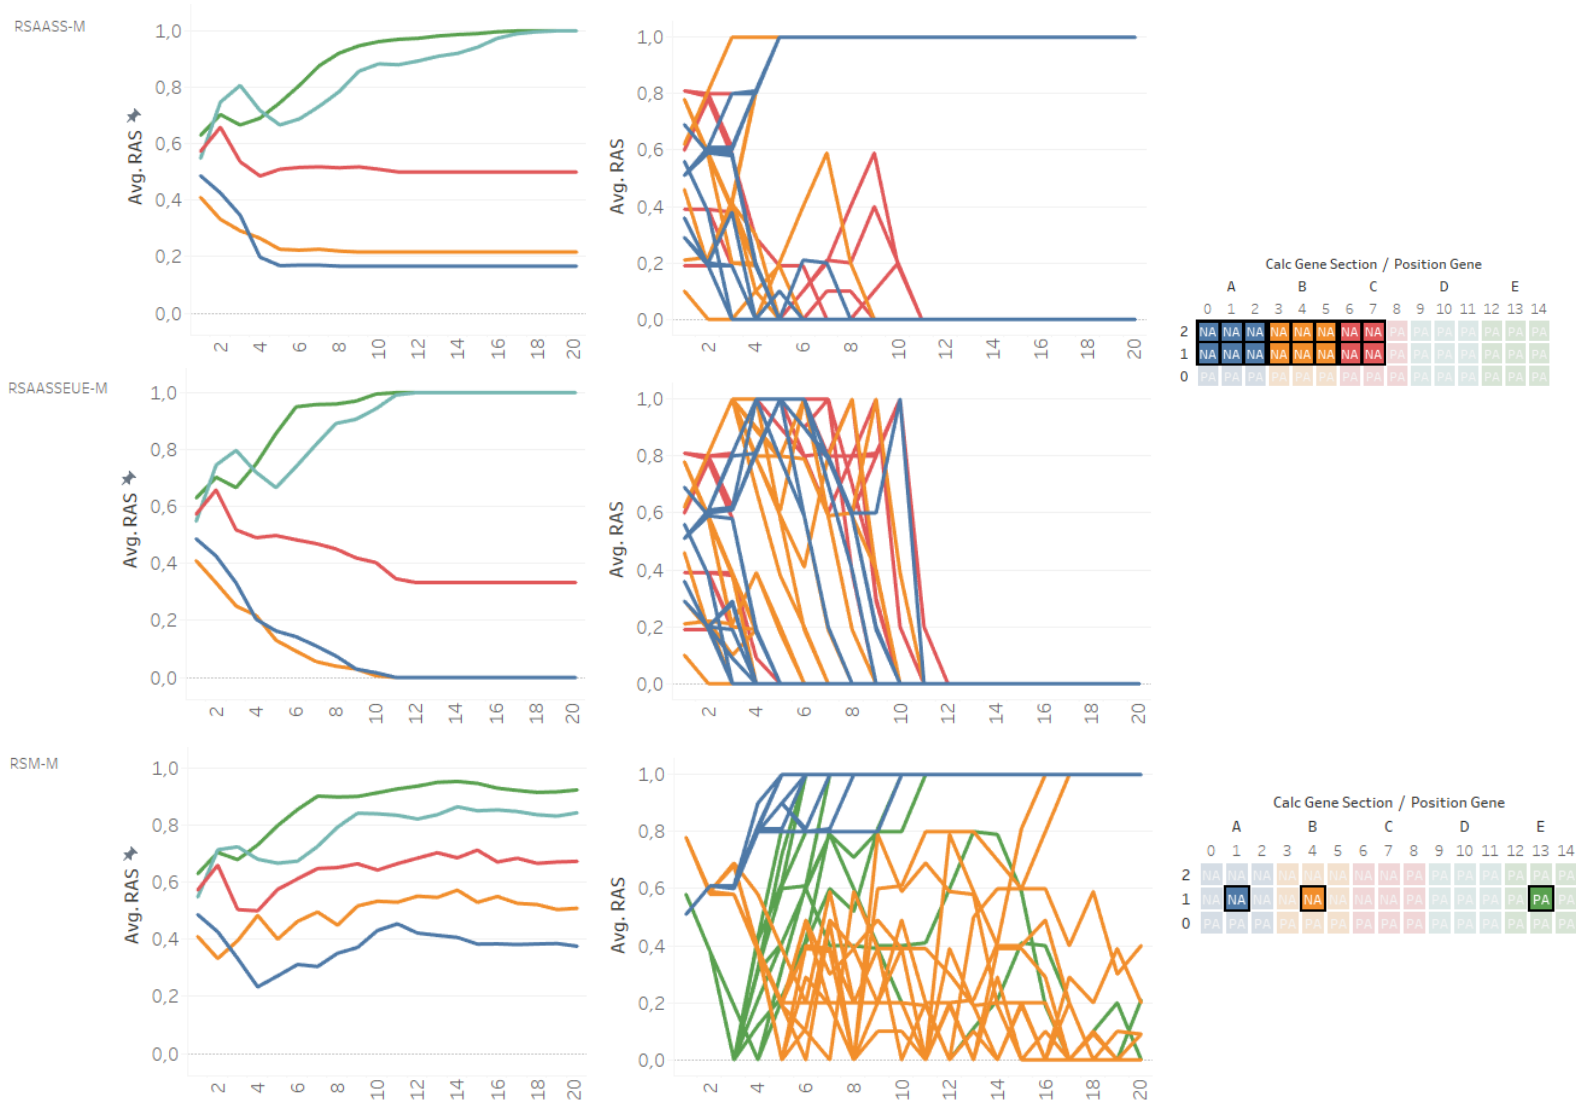 RSAASS-M
Avg. RAS
1,0
0,8
0,6
0,4
0,2
0,0
2 4 6 8 10 12 14 16 18 20
Avg. RAS
1,0
0,8
0,6
0,4
0,2
0,0
2 4 6 8 10 12 14 16 18 20
Calc Gene Section / Position Gene
A B C D E
0 1 2 3 4 5 6 7 8 9 10 11 12 13 14
2 NA NA NA NA NA NA NA NA PA PA PA PA PA PA PA
1 NA NA NA NA NA NA NA NA PA PA PA PA PA PA PA
0 PA PA PA PA PA PA PA PA PA PA PA PA PA PA PA
RSAASSEUE-M
Avg. RAS
1,0
0,8
0,6
0,4
0,2
0,0
2 4 6 8 10 12 14 16 18 20
Avg. RAS
1,0
0,8
0,6
0,4
0,2
0,0
2 4 6 8 10 12 14 16 18 20
RSM-M
Avg. RAS
1,0
0,8
0,6
0,4
0,2
0,0
2 4 6 8 10 12 14 16 18 20
Avg. RAS
1,0
0,8
0,6
0,4
0,2
0,0
2 4 6 8 10 12 14 16 18 20
Calc Gene Section / Position Gene
A B C D E
0 1 2 3 4 5 6 7 8 9 10 11 12 13 14
2 NA NA NA NA NA NA NA NA PA PA PA PA PA PA PA
1 NA NA NA NA NA NA NA NA PA PA PA PA PA PA PA
0 PA PA PA PA PA PA PA PA PA PA PA PA PA PA PA